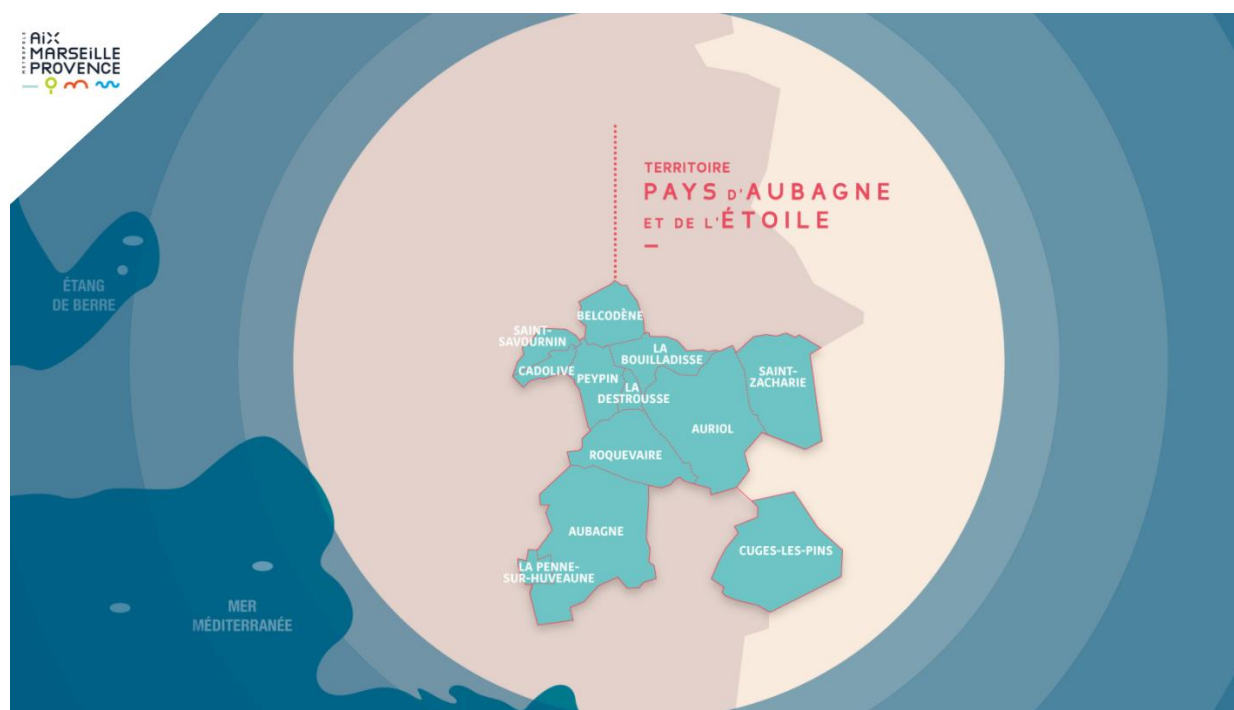 MÉTROPOLE
AiX
MARSEiLLE
PROVENCE
TERRITOIRE
PAYS D'AUBAGNE
ET DE L'ÉTOILE
ÉTANG
DE BERRE
BELCODÈNE
SAINT-
SAVOURNIN
LA
BOUILLADISSE
CADOLIVE
PEYPIN
LA
DESTROUSSE
SAINT-
ZACHARIE
AURIOL
ROQUEVAIRE
AUBAGNE
CUGES-LES-PINS
LA PENNE-
SUR-HUVEAUNE
MER
MÉDITERRANÉE